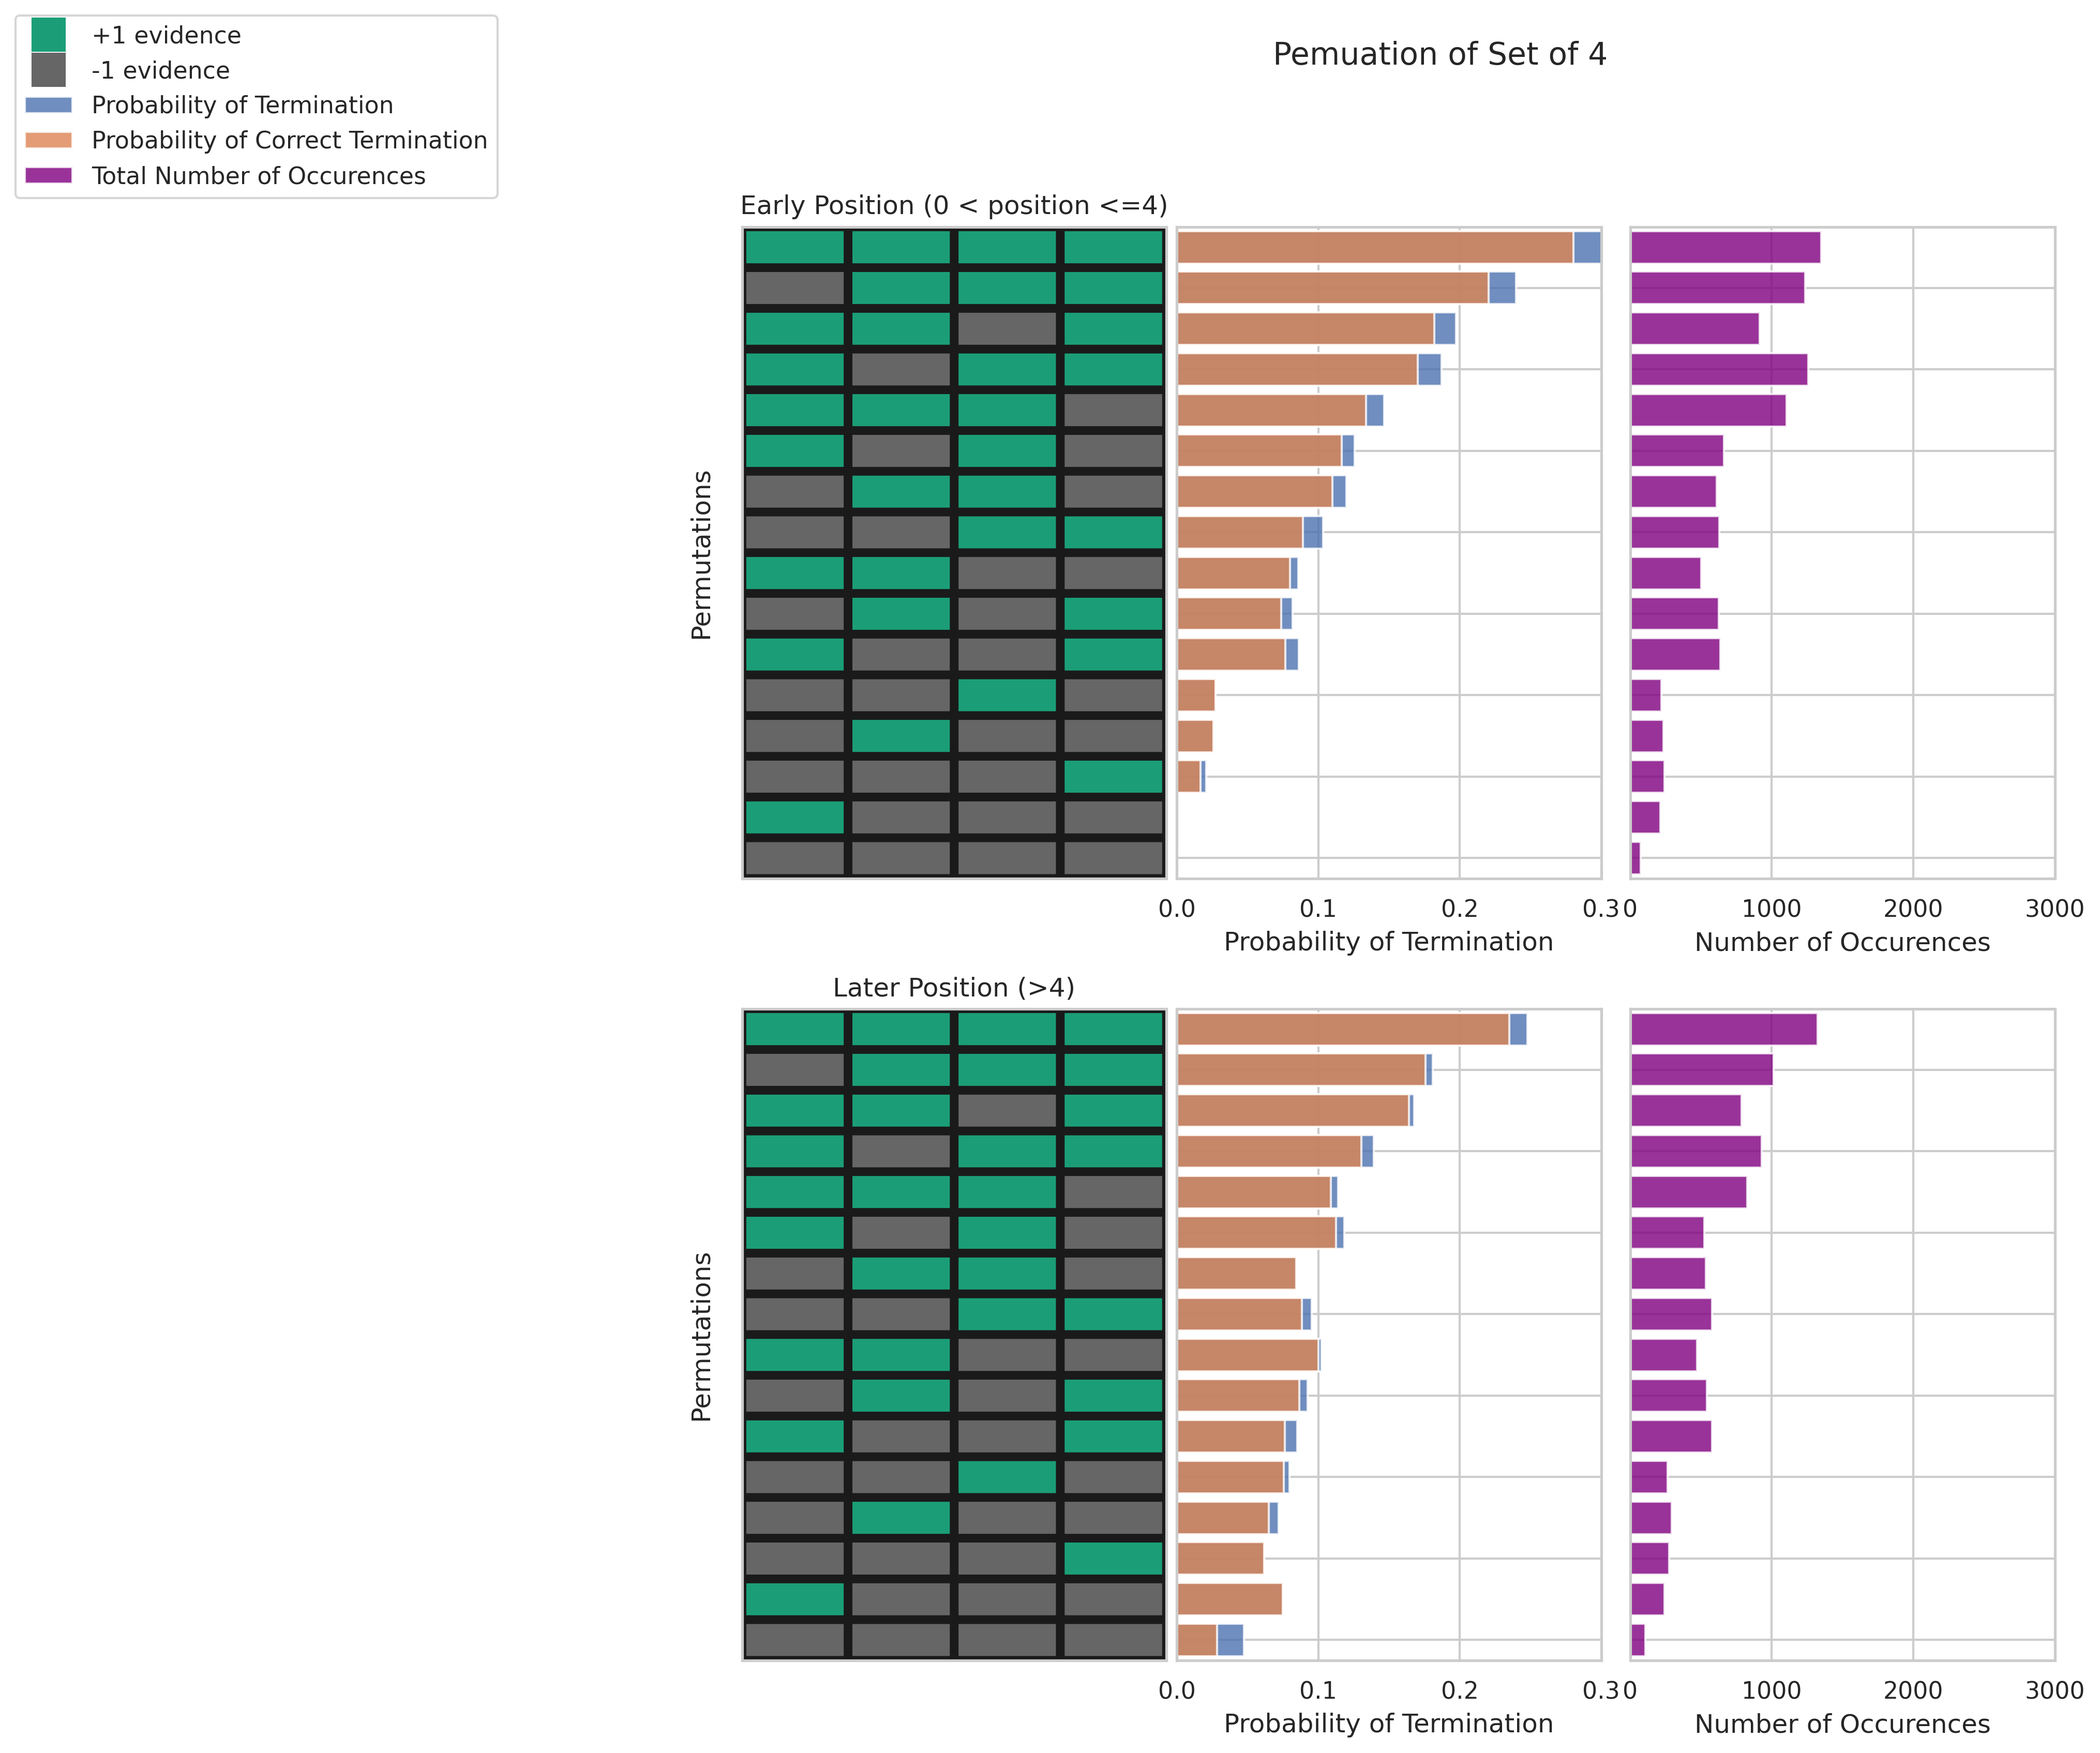 +1 evidence
-1 evidence
Probability of Termination
Probability of Correct Termination
Total Number of Occurences
Pemuation of Set of 4
Early Position (0 < position <=4)
Permutations
0.0 0.1 0.2 0.3 0 1000 2000 3000
Probability of Termination Number of Occurences
Later Position (>4)
Permutations
0.0 0.1 0.2 0.3 0 1000 2000 3000
Probability of Termination Number of Occurences